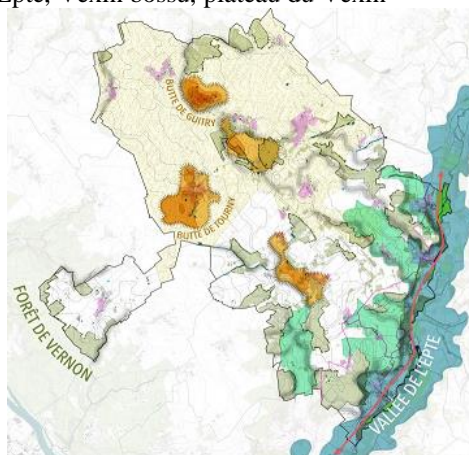 Epte, Vexin bossu, plateau du Vexin
BUTTE DE GUITRY
BUTTE DE TOURNY
FORÊT DE VERNON
VALLÉE DE L'EPTE